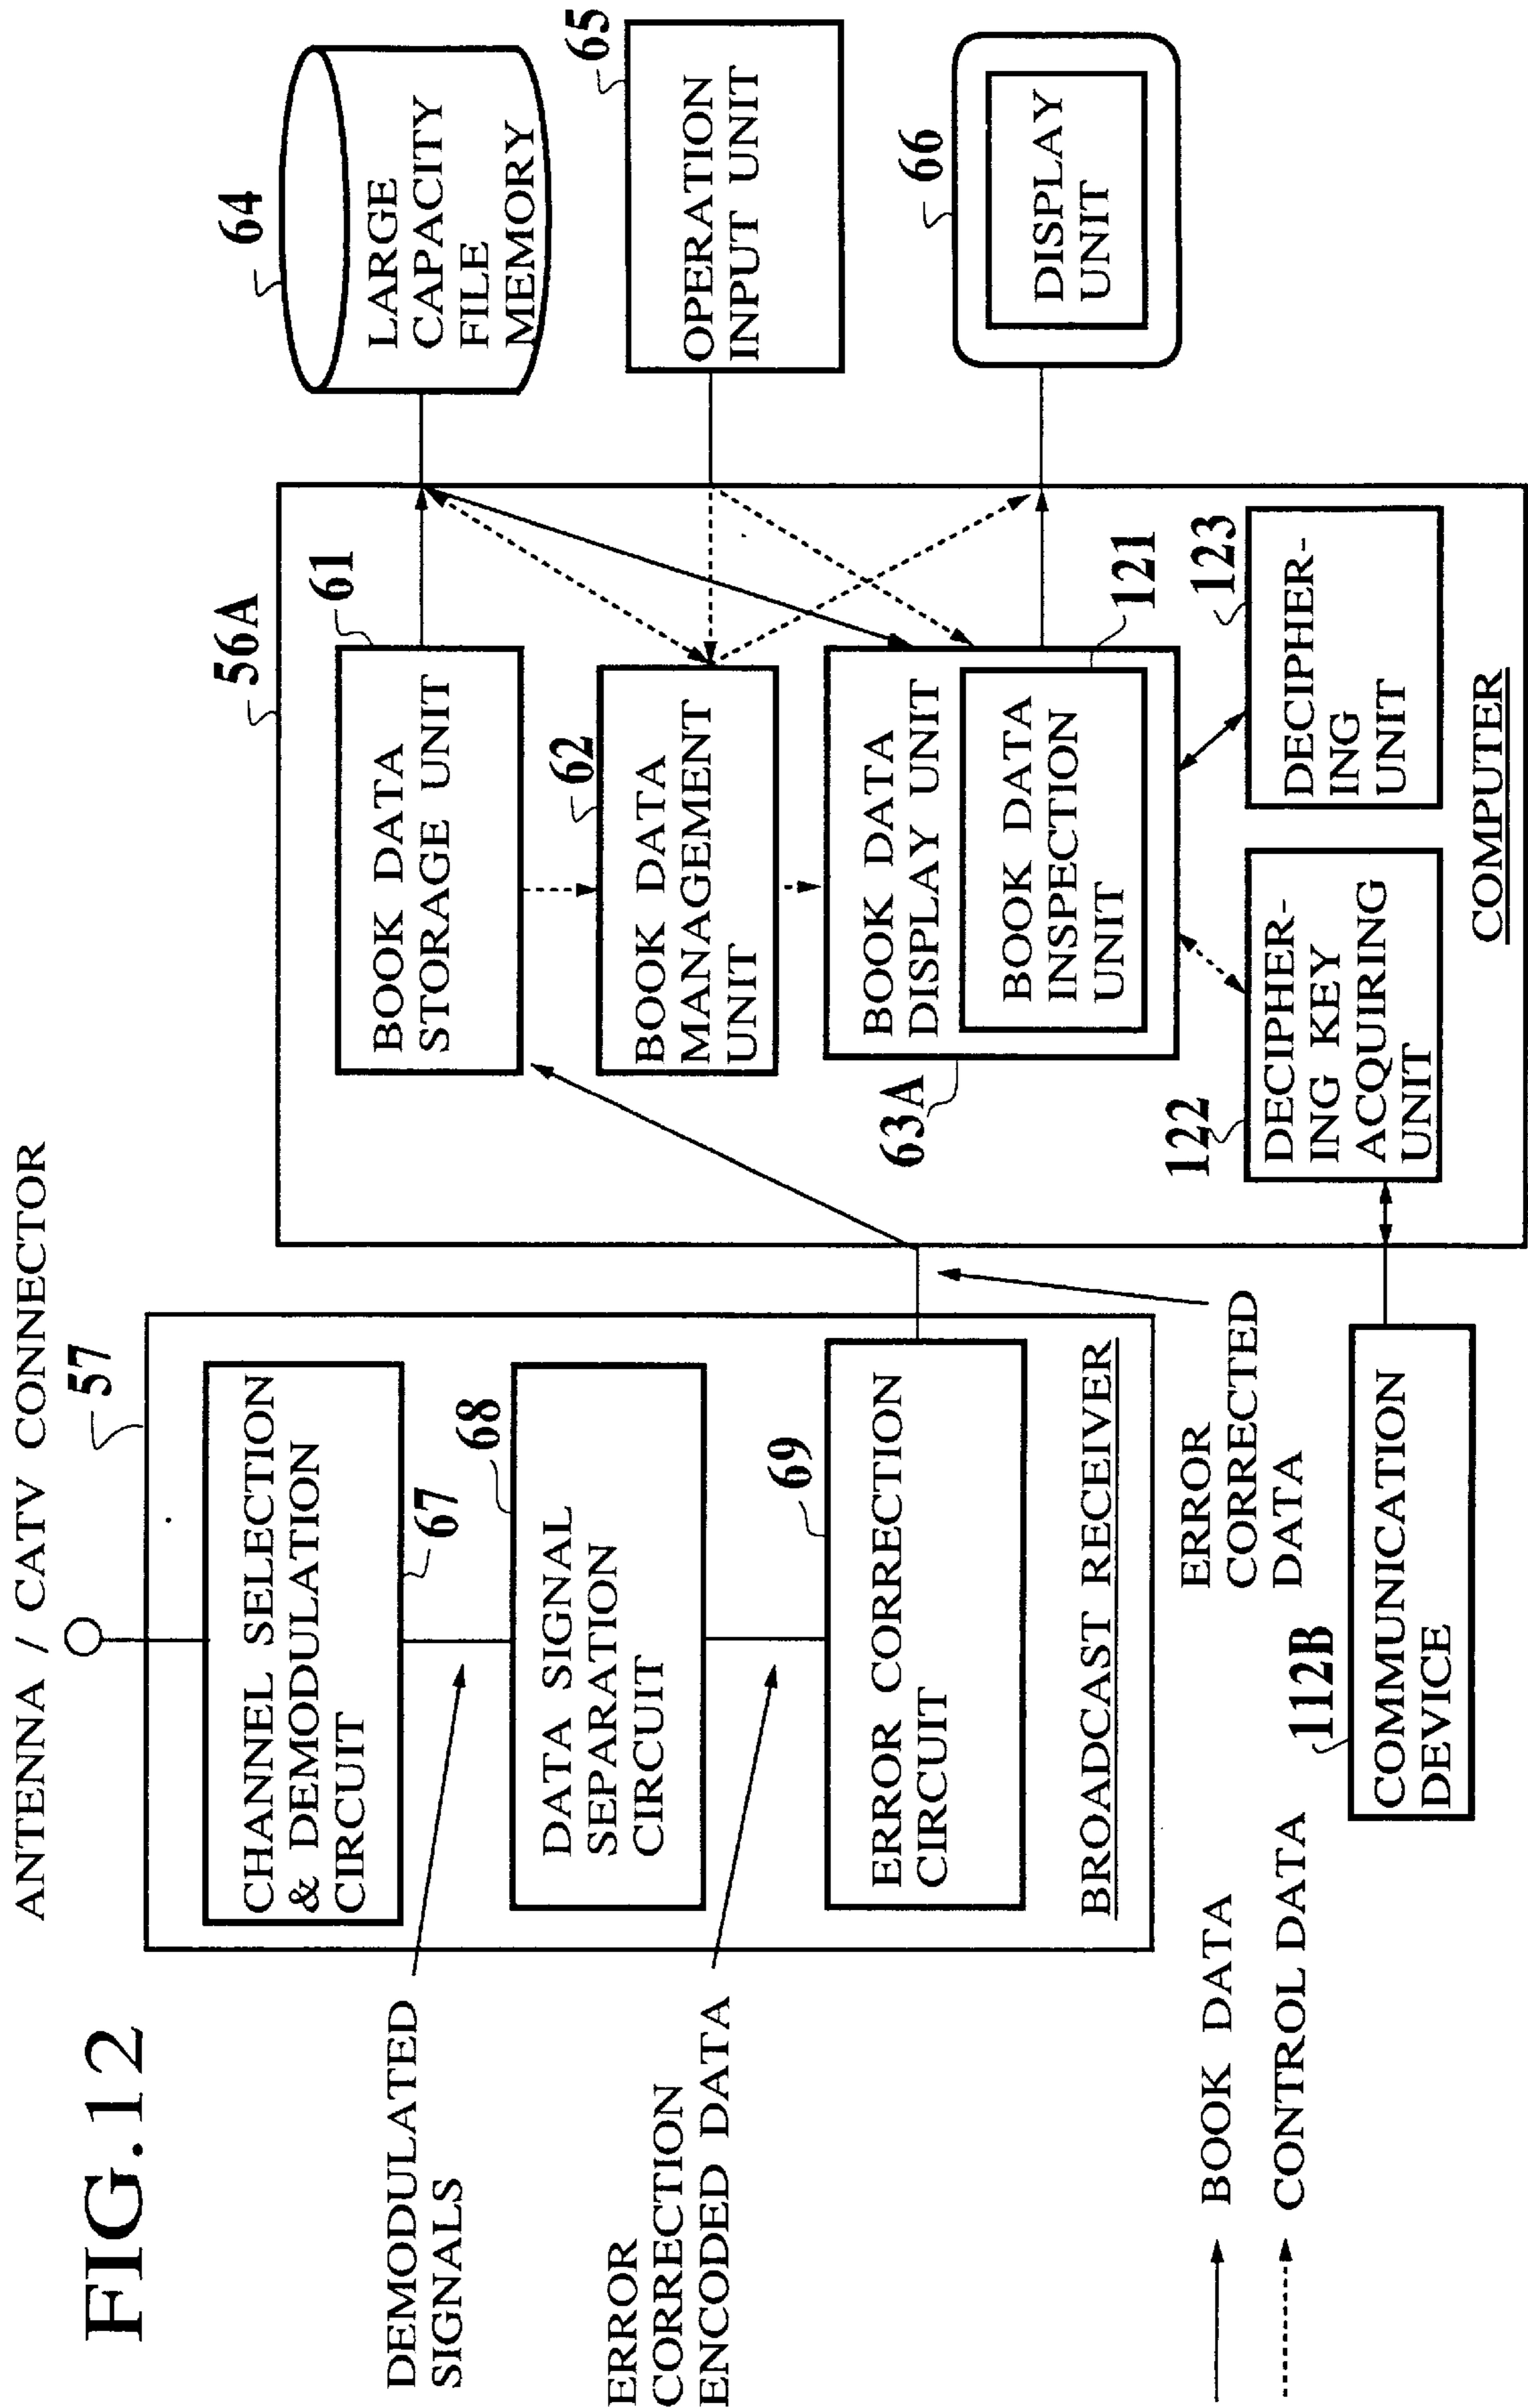 FIG.12
ANTENNA / CATV CONNECTOR
57
CHANNEL SELECTION
& DEMODULATION
CIRCUIT
67
DEMODULATED
SIGNALS
68
DATA SIGNAL
SEPARATION
CIRCUIT
ERROR
CORRECTION
ENCODED DATA
69
ERROR CORRECTION
CIRCUIT
BROADCAST RECEIVER
ERROR
CORRECTED
DATA
112B
COMMUNICATION
DEVICE
BOOK DATA
CONTROL DATA
56A
61
BOOK DATA
STORAGE UNIT
62
BOOK DATA
MANAGEMENT
UNIT
63A
BOOK DATA
DISPLAY UNIT
121
BOOK DATA
INSPECTION
UNIT
122
DECIPHER-
ING KEY
ACQUIRING
UNIT
123
DECIPHER-
ING
UNIT
COMPUTER
64
LARGE
CAPACITY
FILE
MEMORY
65
OPERATION
INPUT UNIT
66
DISPLAY
UNIT